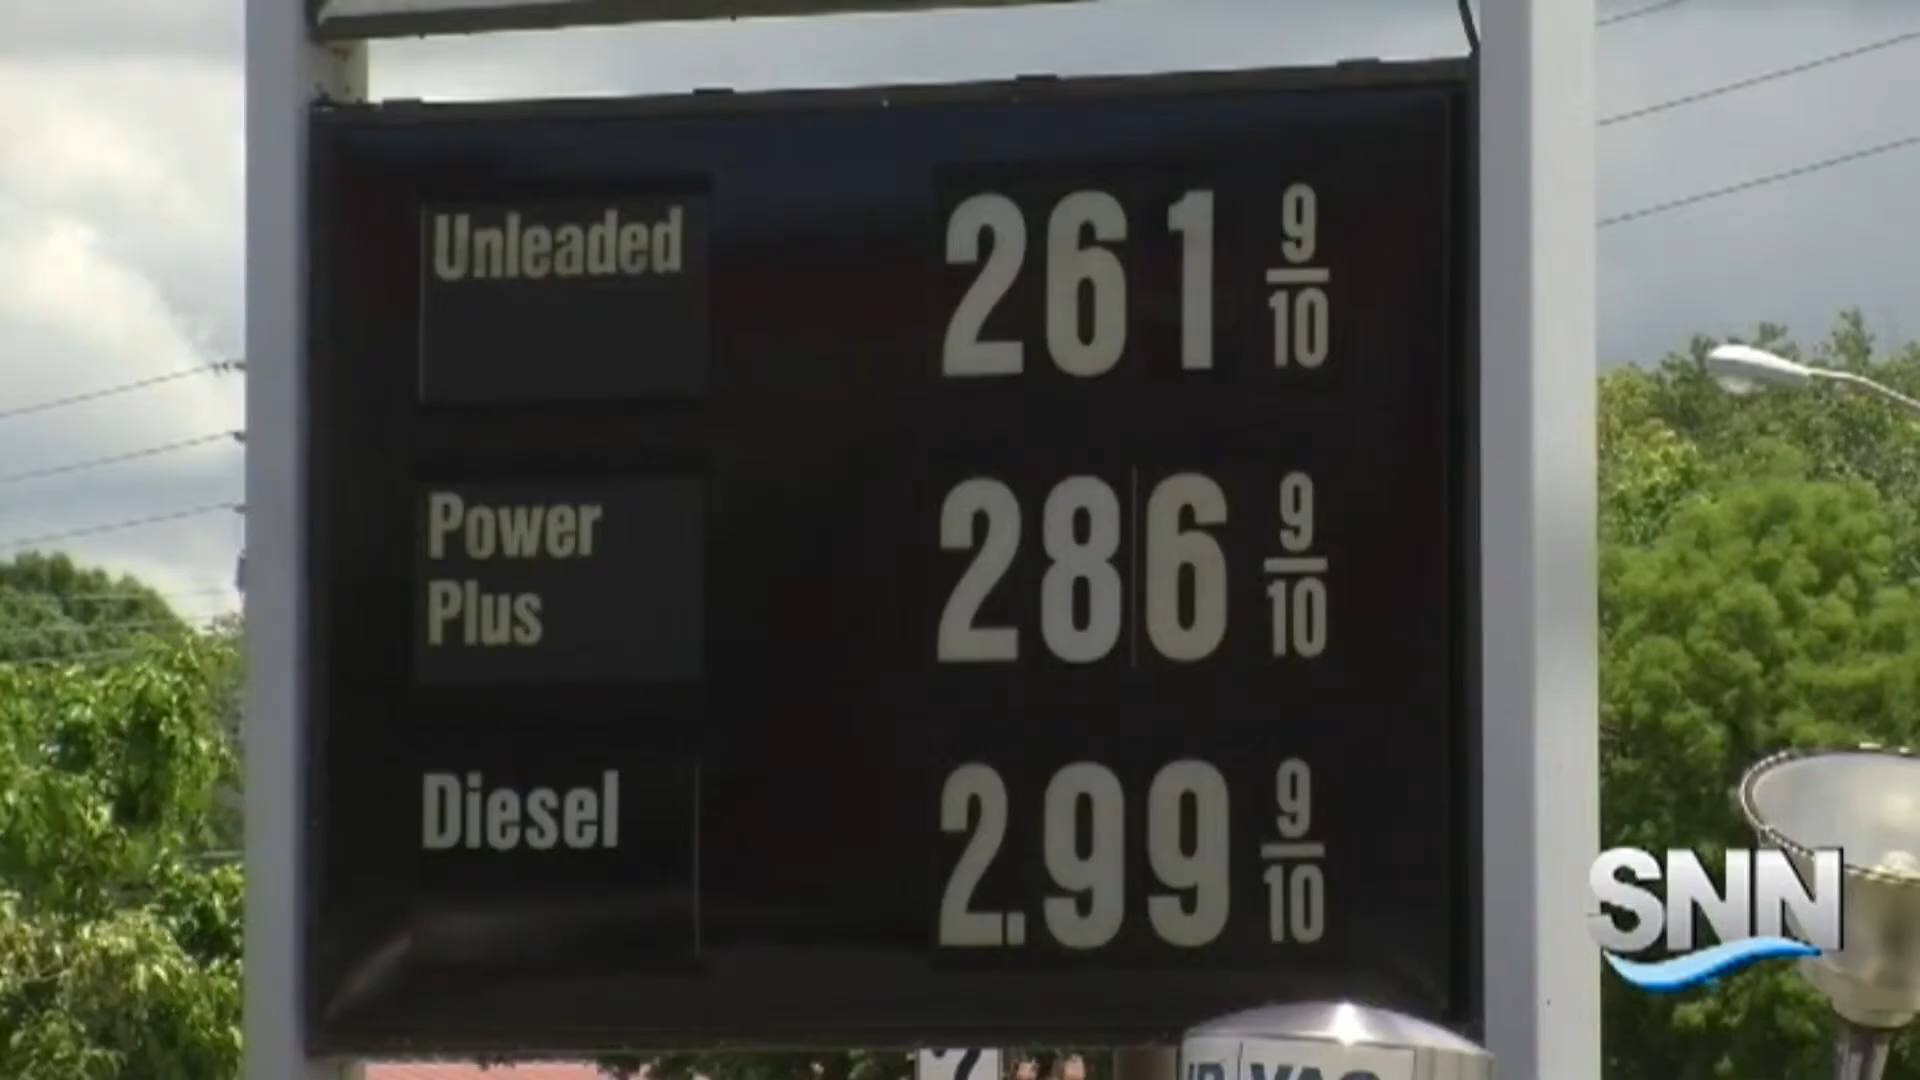 Unleaded 261 9/10
Power
Plus 286 9/10
Diesel 2.99 9/10
SNN